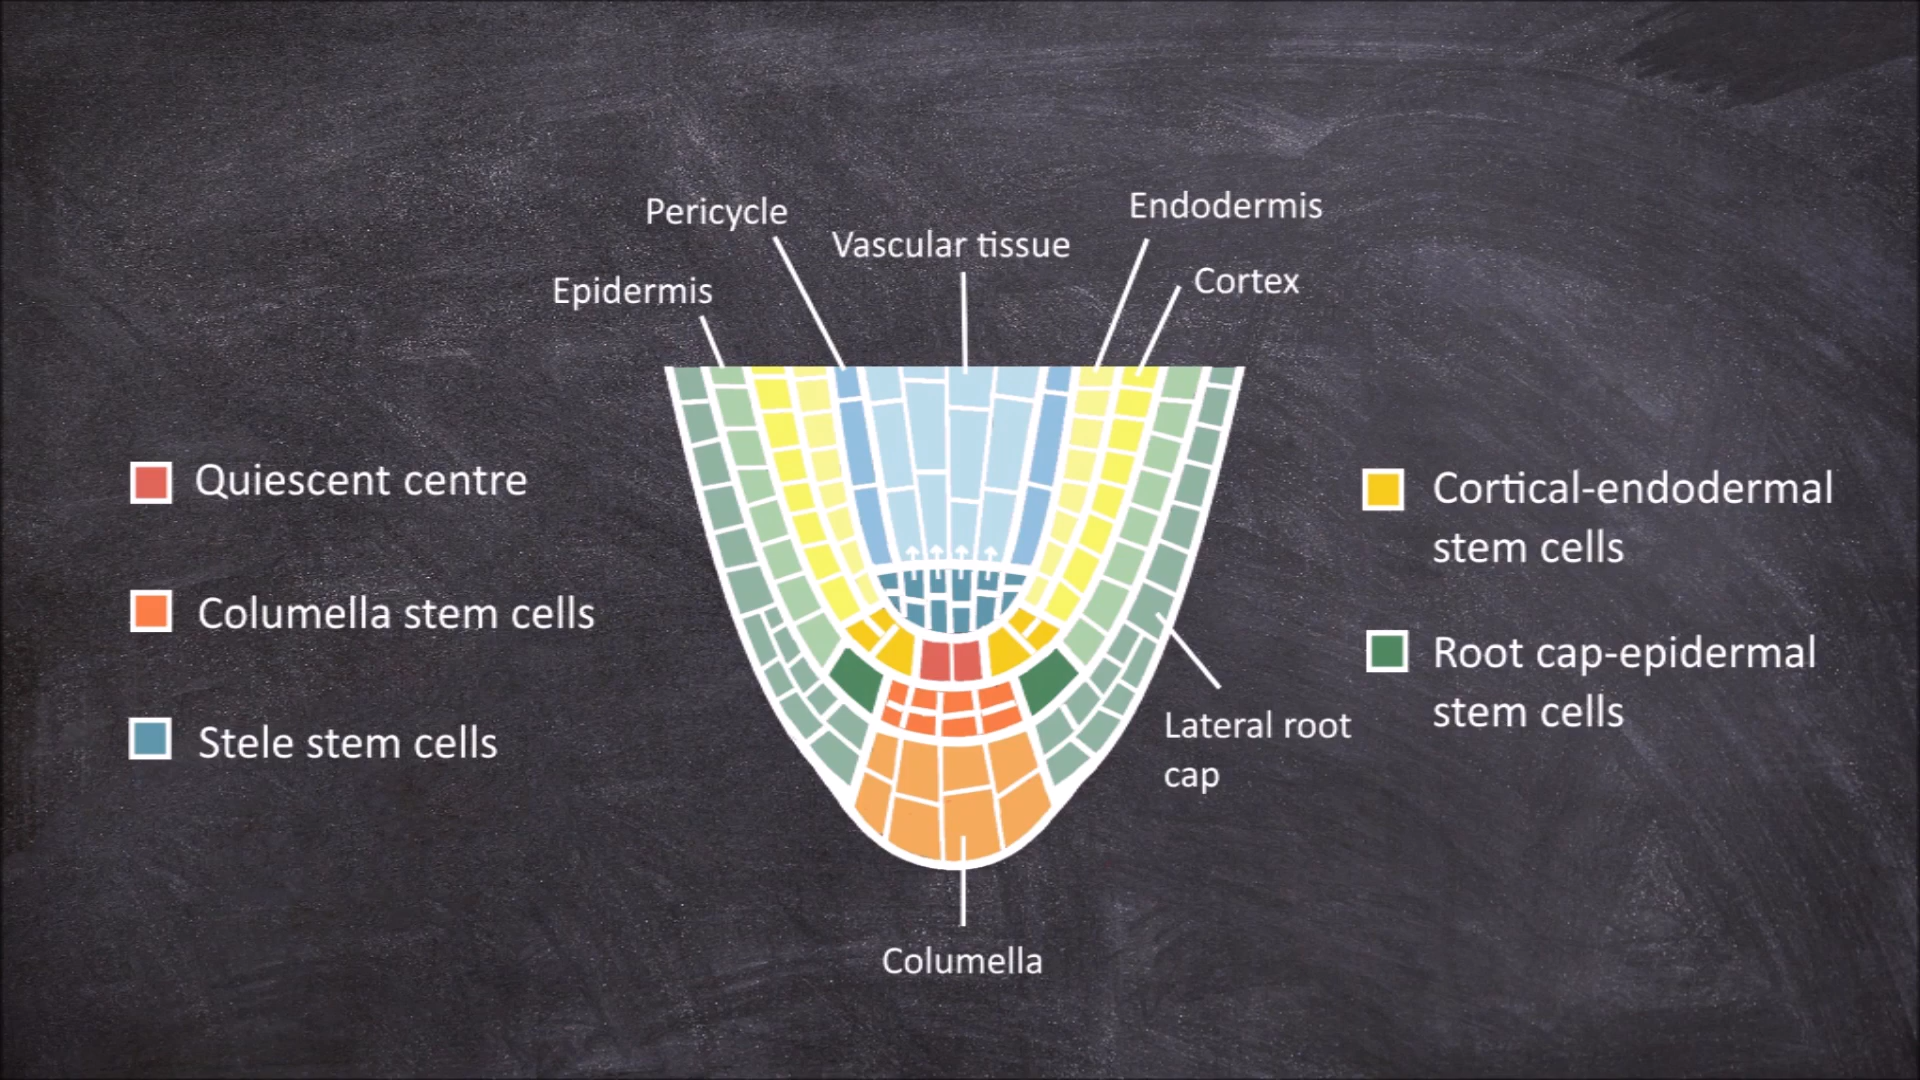 Pericycle
Endodermis
Vascular tissue
Cortex
Epidermis
Quiescent centre
Columella stem cells
Stele stem cells
Cortical-endodermal
stem cells
Root cap-epidermal
stem cells
Lateral root
cap
Columella